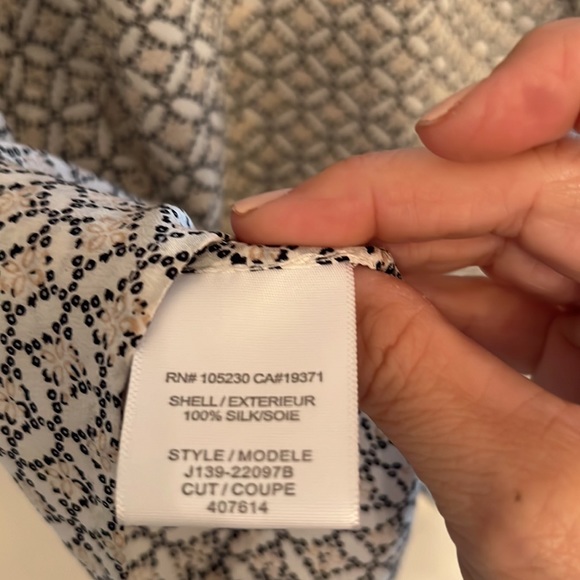 RN# 105230 CA#19371
SHELL / EXTERIEUR
100% SILK/SOIE
STYLE / MODELE
J139-22097B
CUT / COUPE
407614